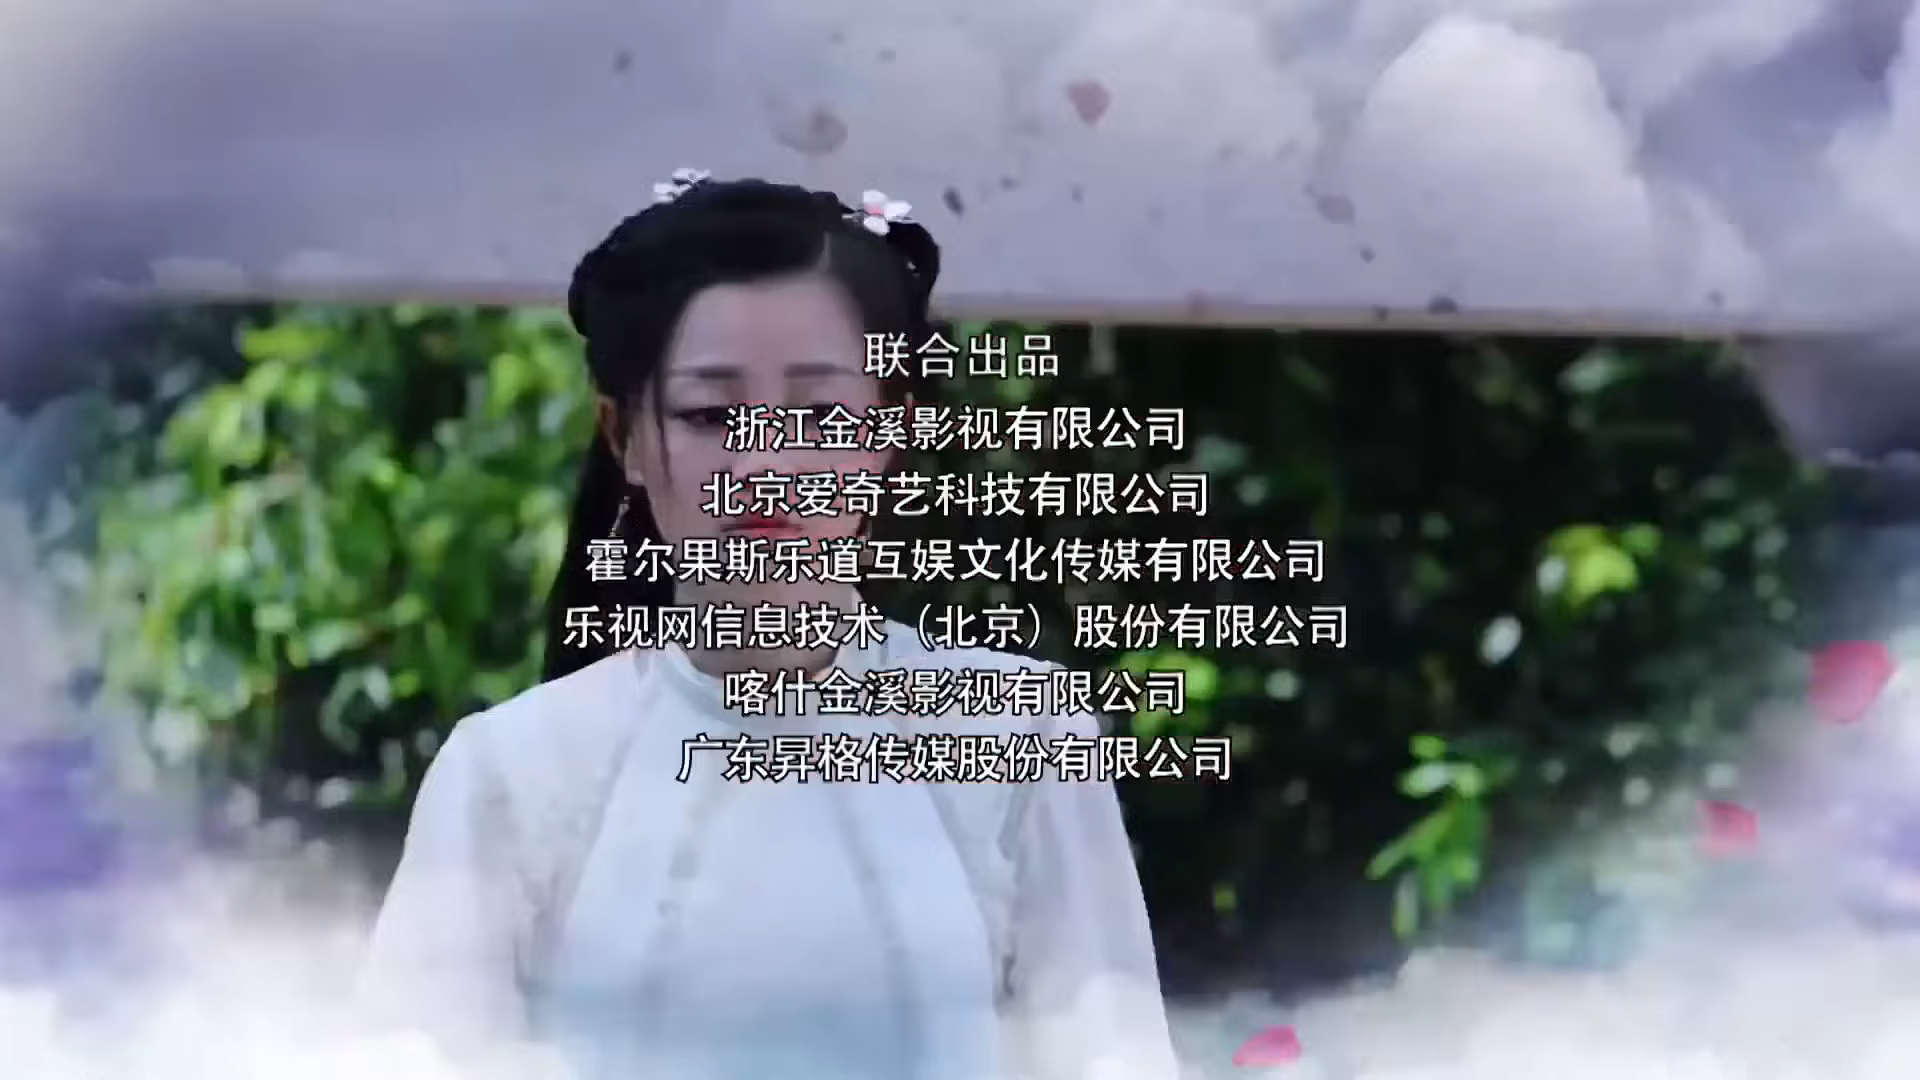 联合出品
浙江金溪影视有限公司
北京爱奇艺科技有限公司
霍尔果斯乐道互娱文化传媒有限公司
乐视网信息技术（北京）股份有限公司
喀什金溪影视有限公司
广东昇格传媒股份有限公司